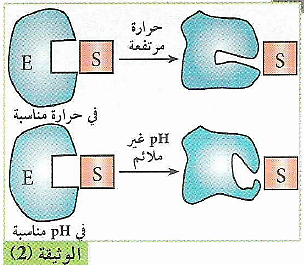 E
S
حرارة
مرتفعة
S
في حرارة مناسبة
E
S
pH غير
ملائم
S
في pH مناسبة
الوثيقة (2)